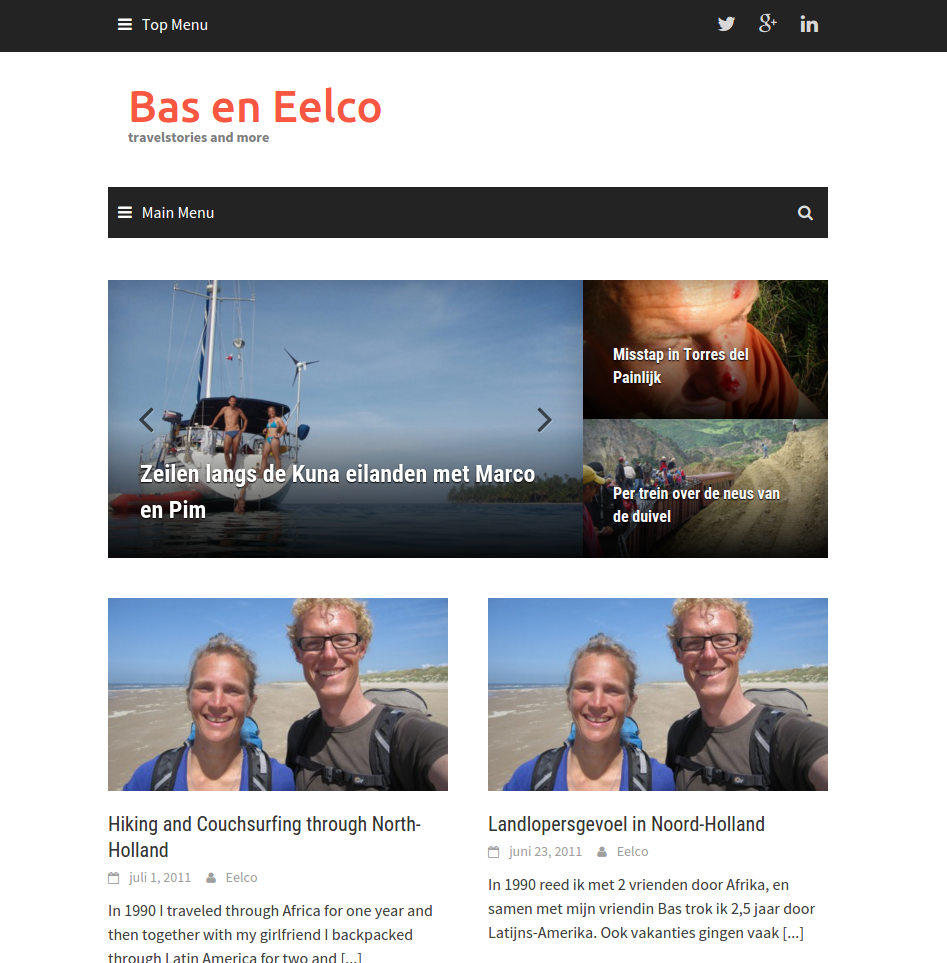 Top Menu
Bas en Eelco
travelstories and more
Main Menu
Zeilen langs de Kuna eilanden met Marco
en Pim
Misstap in Torres del
Painlijk
Per trein over de neus van
de duivel
Hiking and Couchsurfing through North-
Holland
juli 1, 2011 Eelco
In 1990 I traveled through Africa for one year and
then together with my girlfriend I backpacked
through Latin America for two and [...]
Landlopersgevoel in Noord-Holland
juni 23, 2011 Eelco
In 1990 reed ik met 2 vrienden door Afrika, en
samen met mijn vriendin Bas trok ik 2,5 jaar door
Latijns-Amerika. Ook vakanties gingen vaak [...]